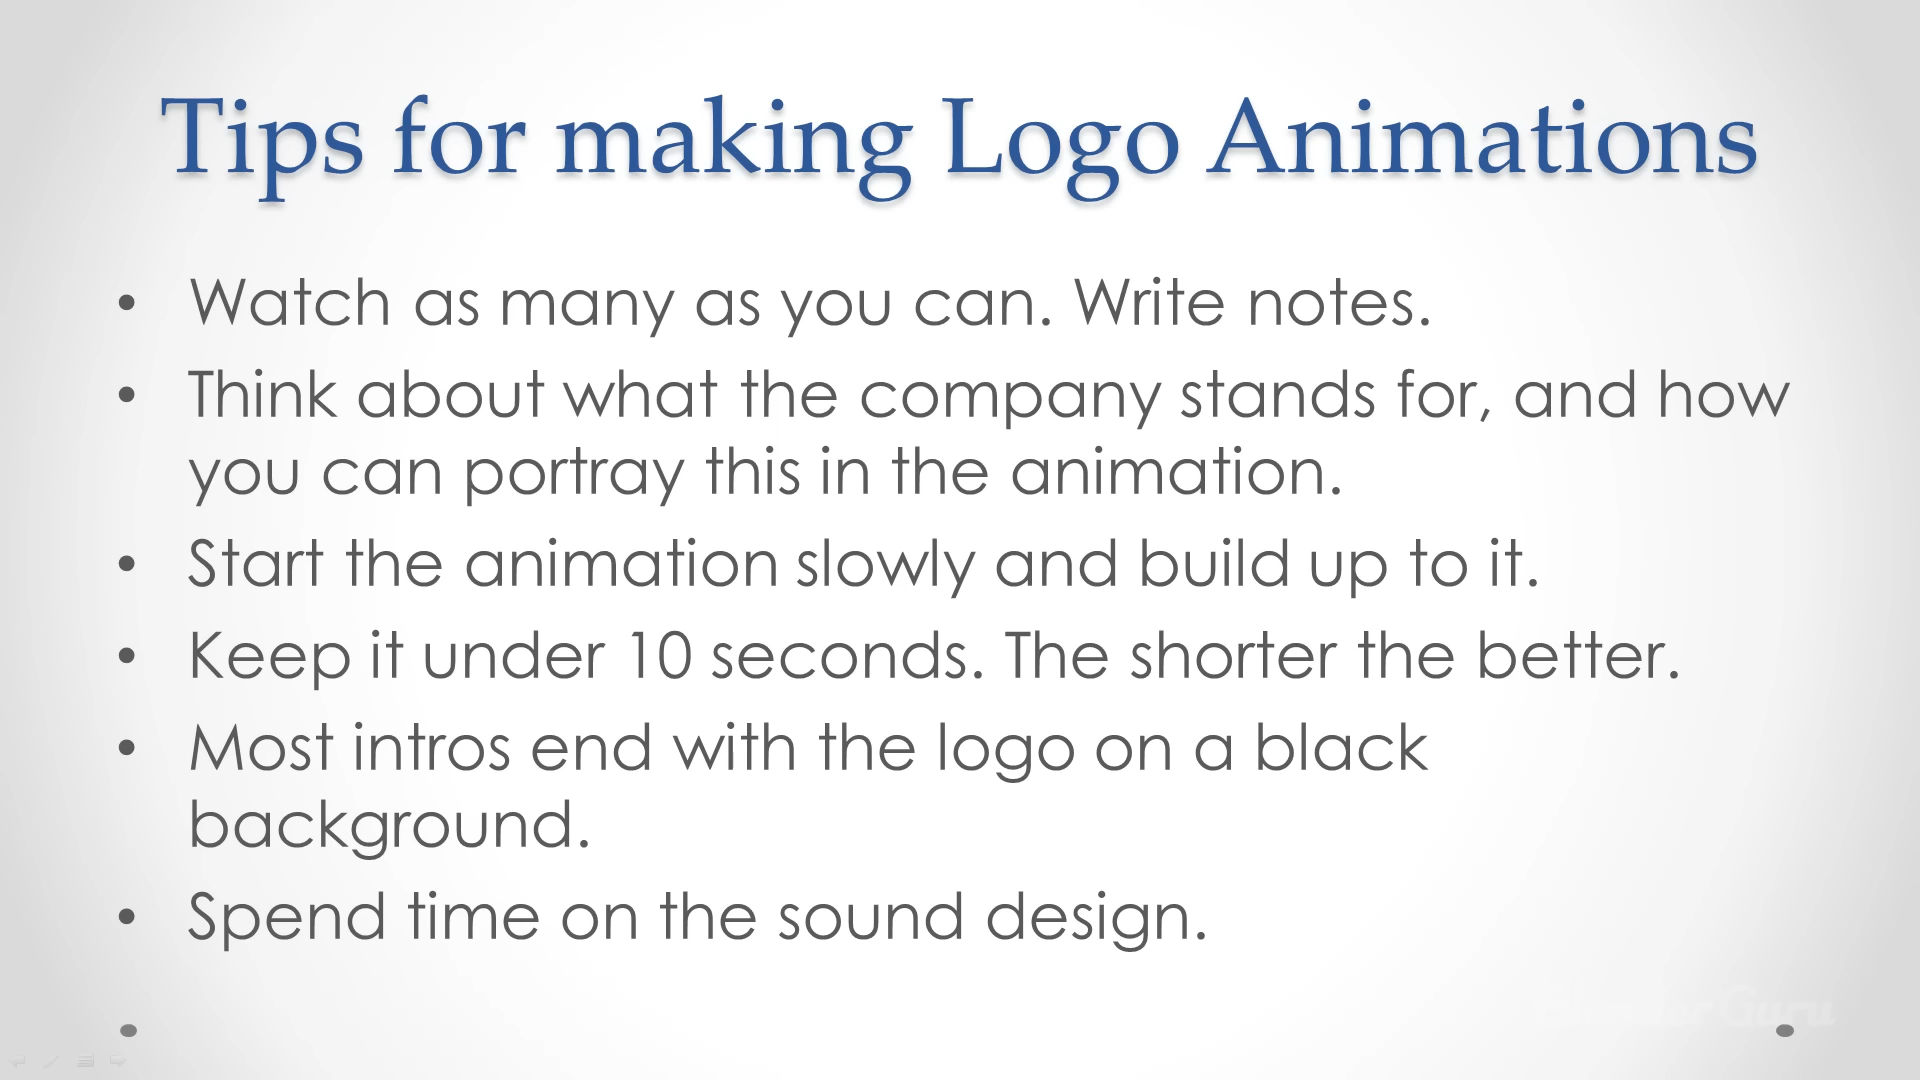 Tips for making Logo Animations
• Watch as many as you can. Write notes.
• Think about what the company stands for, and how
you can portray this in the animation.
• Start the animation slowly and build up to it.
• Keep it under 10 seconds. The shorter the better.
• Most intros end with the logo on a black
background.
• Spend time on the sound design.
Guru